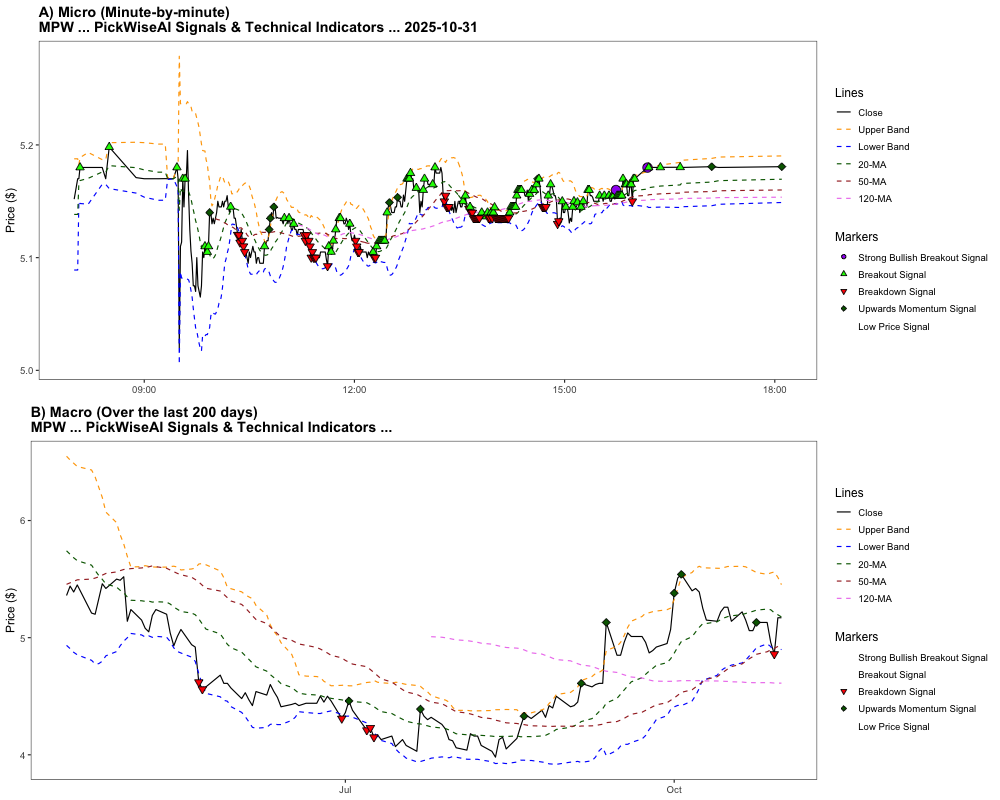 A) Micro (Minute-by-minute)
MPW ... PickWiseAI Signals & Technical Indicators ... 2025-10-31
Price ($)
5.2
5.1
5.0
09:00
12:00
15:00
18:00
Lines
Close
Upper Band
Lower Band
20-MA
50-MA
120-MA
Markers
Strong Bullish Breakout Signal
Breakout Signal
Breakdown Signal
Upwards Momentum Signal
Low Price Signal
B) Macro (Over the last 200 days)
MPW ... PickWiseAI Signals & Technical Indicators ...
Price ($)
6
5
4
Jul
Oct
Lines
Close
Upper Band
Lower Band
20-MA
50-MA
120-MA
Markers
Strong Bullish Breakout Signal
Breakout Signal
Breakdown Signal
Upwards Momentum Signal
Low Price Signal